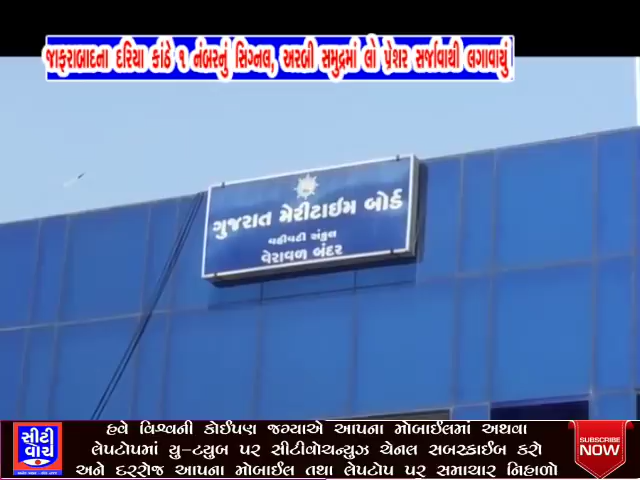 જાફરાબાદના દરિયા કાંઠે ૧ નંબરનું સિગ્નલ, અરબી સમુદ્રમાં લો પ્રેશર સર્જાવાથી લગાવાયું
ગુજરાત મેરીટાઇમ બોર્ડ
વહીવટી સંકુલ
વેરાવળ બંદર
સીટી
વોચ
હવે વિશ્વની કોઈપણ જગ્યાએ આપના મોબાઈલમાં અથવા
લેપટોપમાં યુ-ટયુબ પર સીટીવોચન્યુઝ ચેનલ સબસ્ક્રાઈબ કરો
અને દરરોજ આપના મોબાઈલ તથા લેપટોપ પર સમાચાર નિહાળો
SUBSCRIBE
NOW